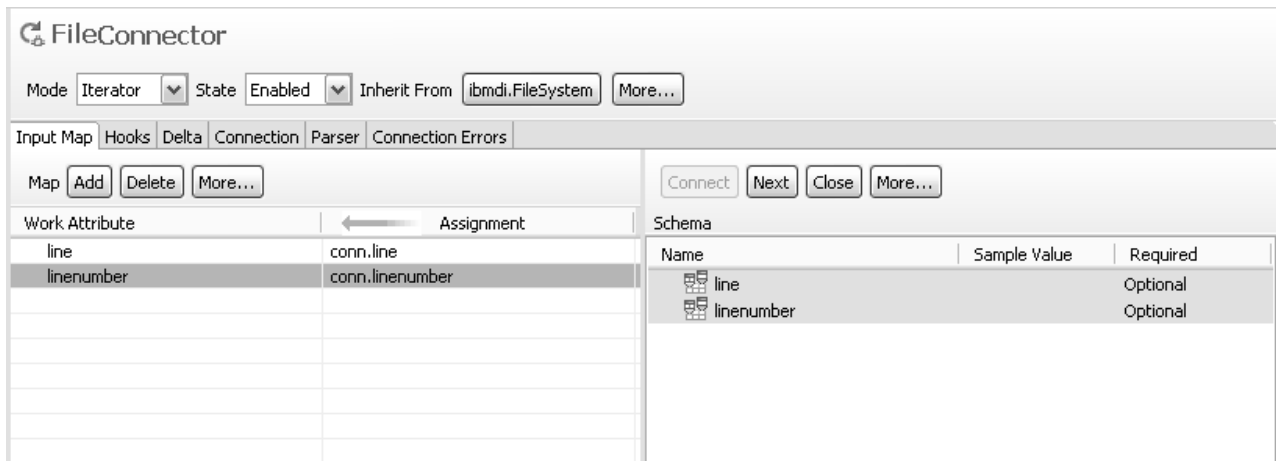 FileConnector
Mode Iterator State Enabled Inherit From ibmdi.FileSystem More...
Input Map Hooks Delta Connection Parser Connection Errors
Map Add Delete More...
Work Attribute Assignment
line conn.line
linenumber conn.linenumber
Connect Next Close More...
Schema
Name Sample Value Required
line Optional
linenumber Optional